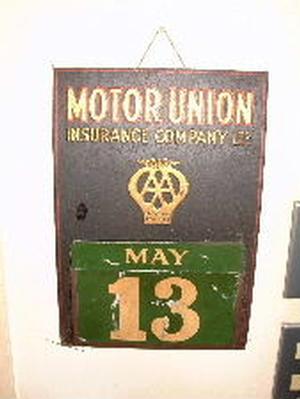 MOTOR UNION
INSURANCE COMPANY LTD
AA
MAY
13